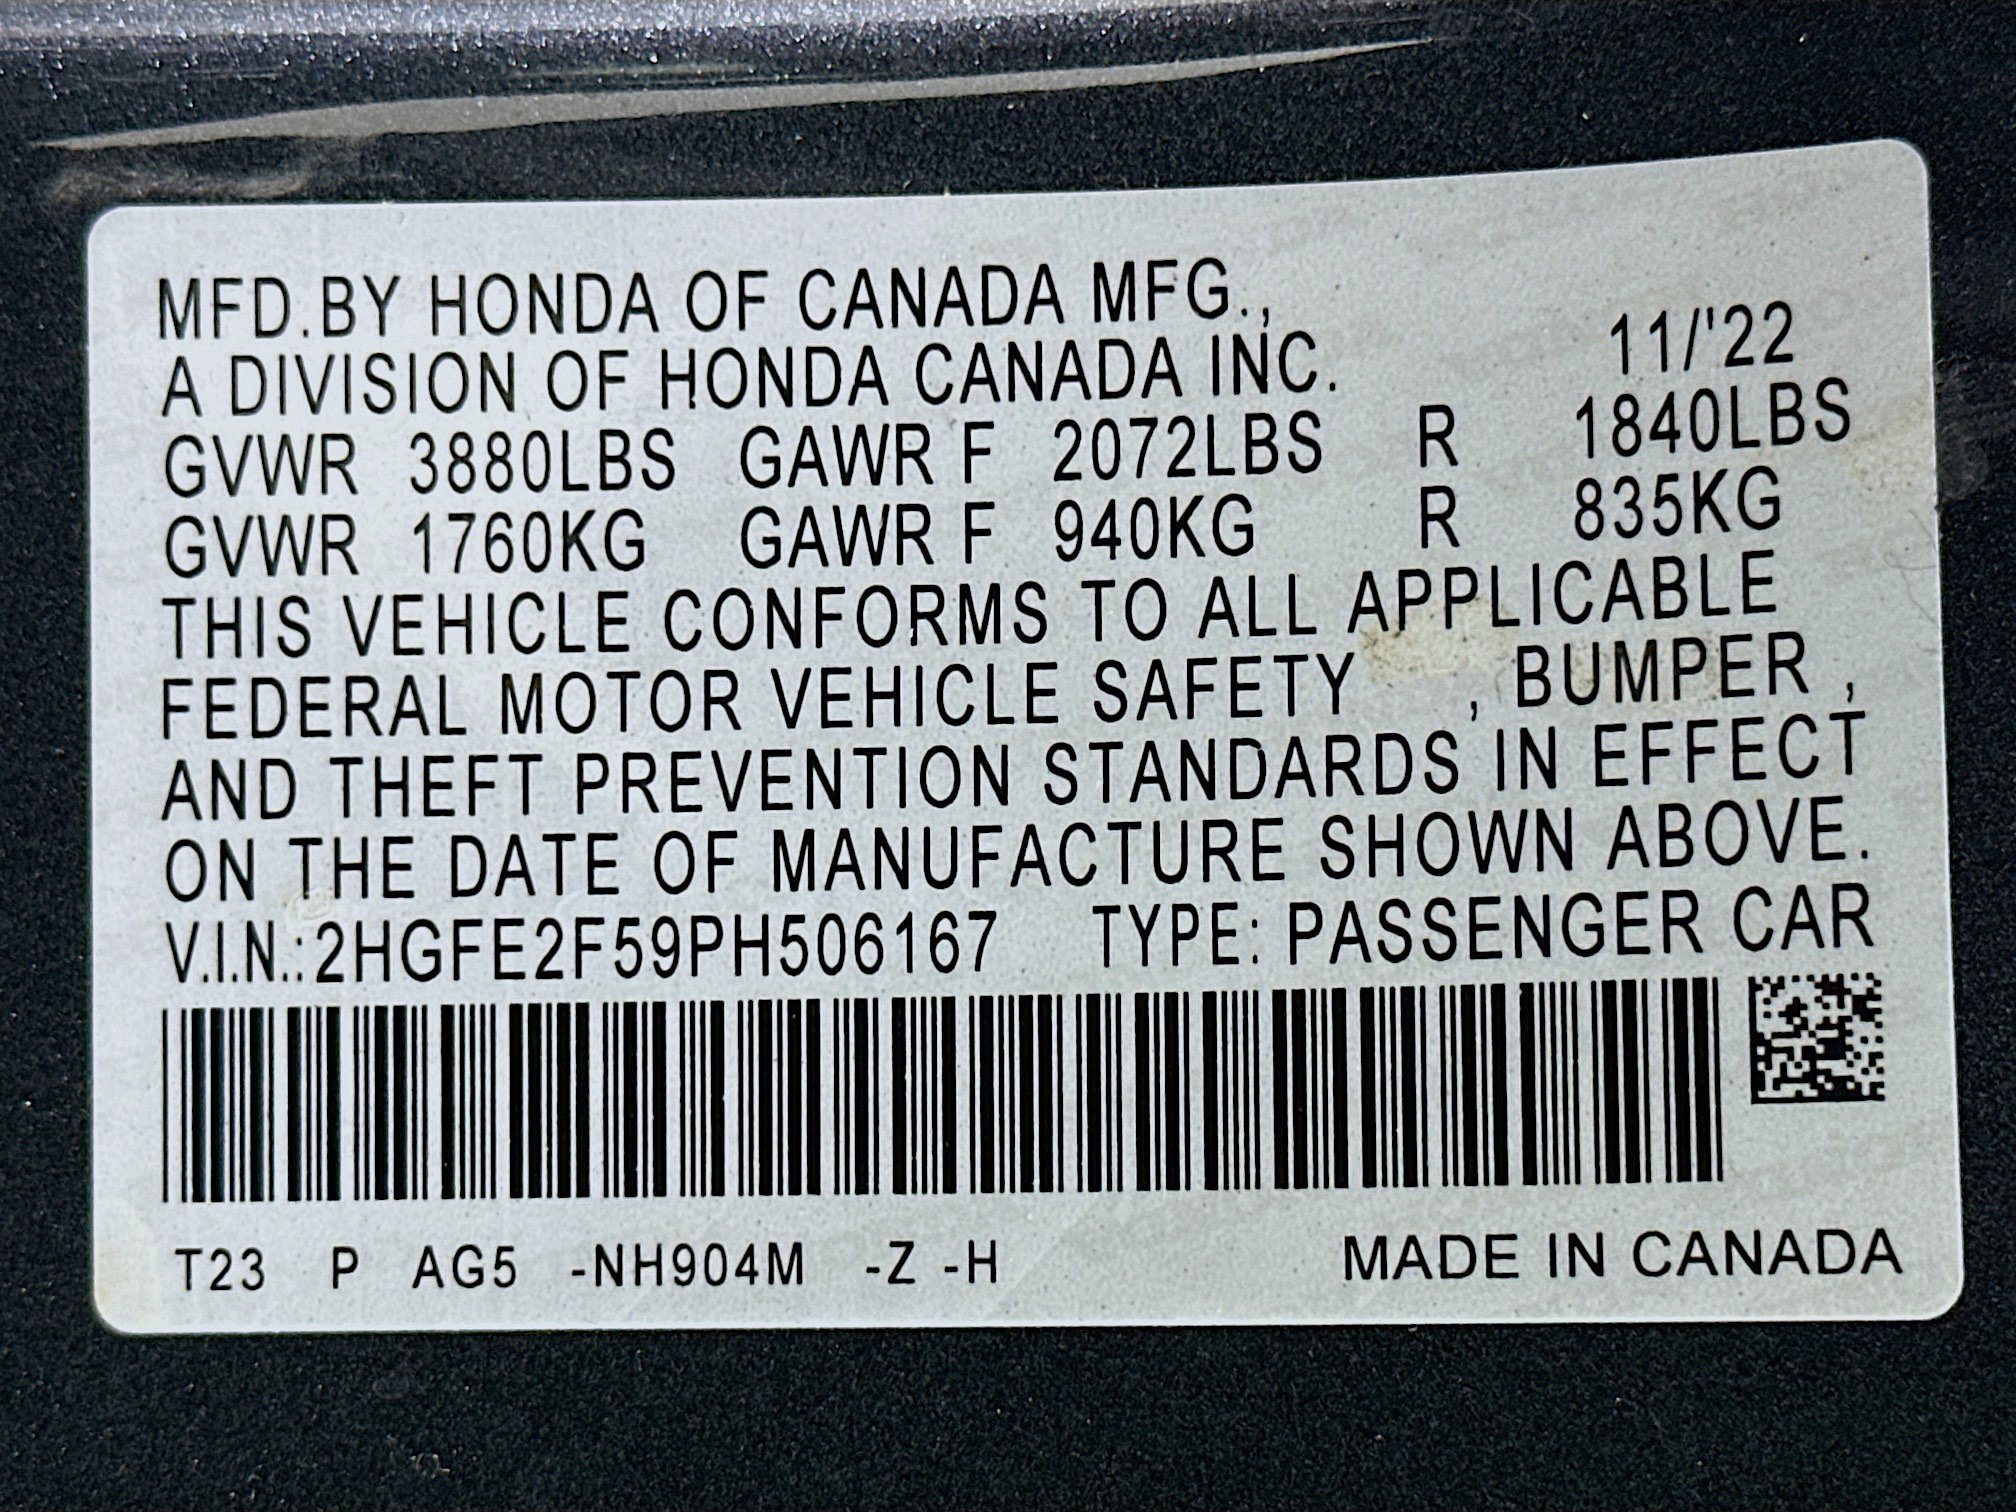 MFD.BY HONDA OF CANADA MFG.,
A DIVISION OF HONDA CANADA INC. 11/'22
GVWR 3880LBS GAWR F 2072LBS R 1840LBS
GVWR 1760KG GAWR F 940KG R 835KG
THIS VEHICLE CONFORMS TO ALL APPLICABLE
FEDERAL MOTOR VEHICLE SAFETY , BUMPER ,
AND THEFT PREVENTION STANDARDS IN EFFECT
ON THE DATE OF MANUFACTURE SHOWN ABOVE.
V.I.N.:2HGFE2F59PH506167 TYPE: PASSENGER CAR
T23 P AG5 -NH904M -Z -H MADE IN CANADA